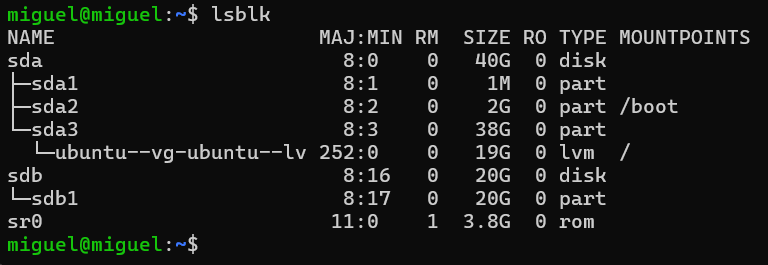 miguel@miguel:~$ lsblk
NAME                      MAJ:MIN RM  SIZE RO TYPE MOUNTPOINTS
sda                         8:0    0   40G  0 disk
├─sda1                      8:1    0    1M  0 part
├─sda2                      8:2    0    2G  0 part /boot
└─sda3                      8:3    0   38G  0 part
  └─ubuntu--vg-ubuntu--lv 252:0    0   19G  0 lvm  /
sdb                         8:16   0   20G  0 disk
└─sdb1                      8:17   0   20G  0 part
sr0                        11:0    1  3.8G  0 rom
miguel@miguel:~$